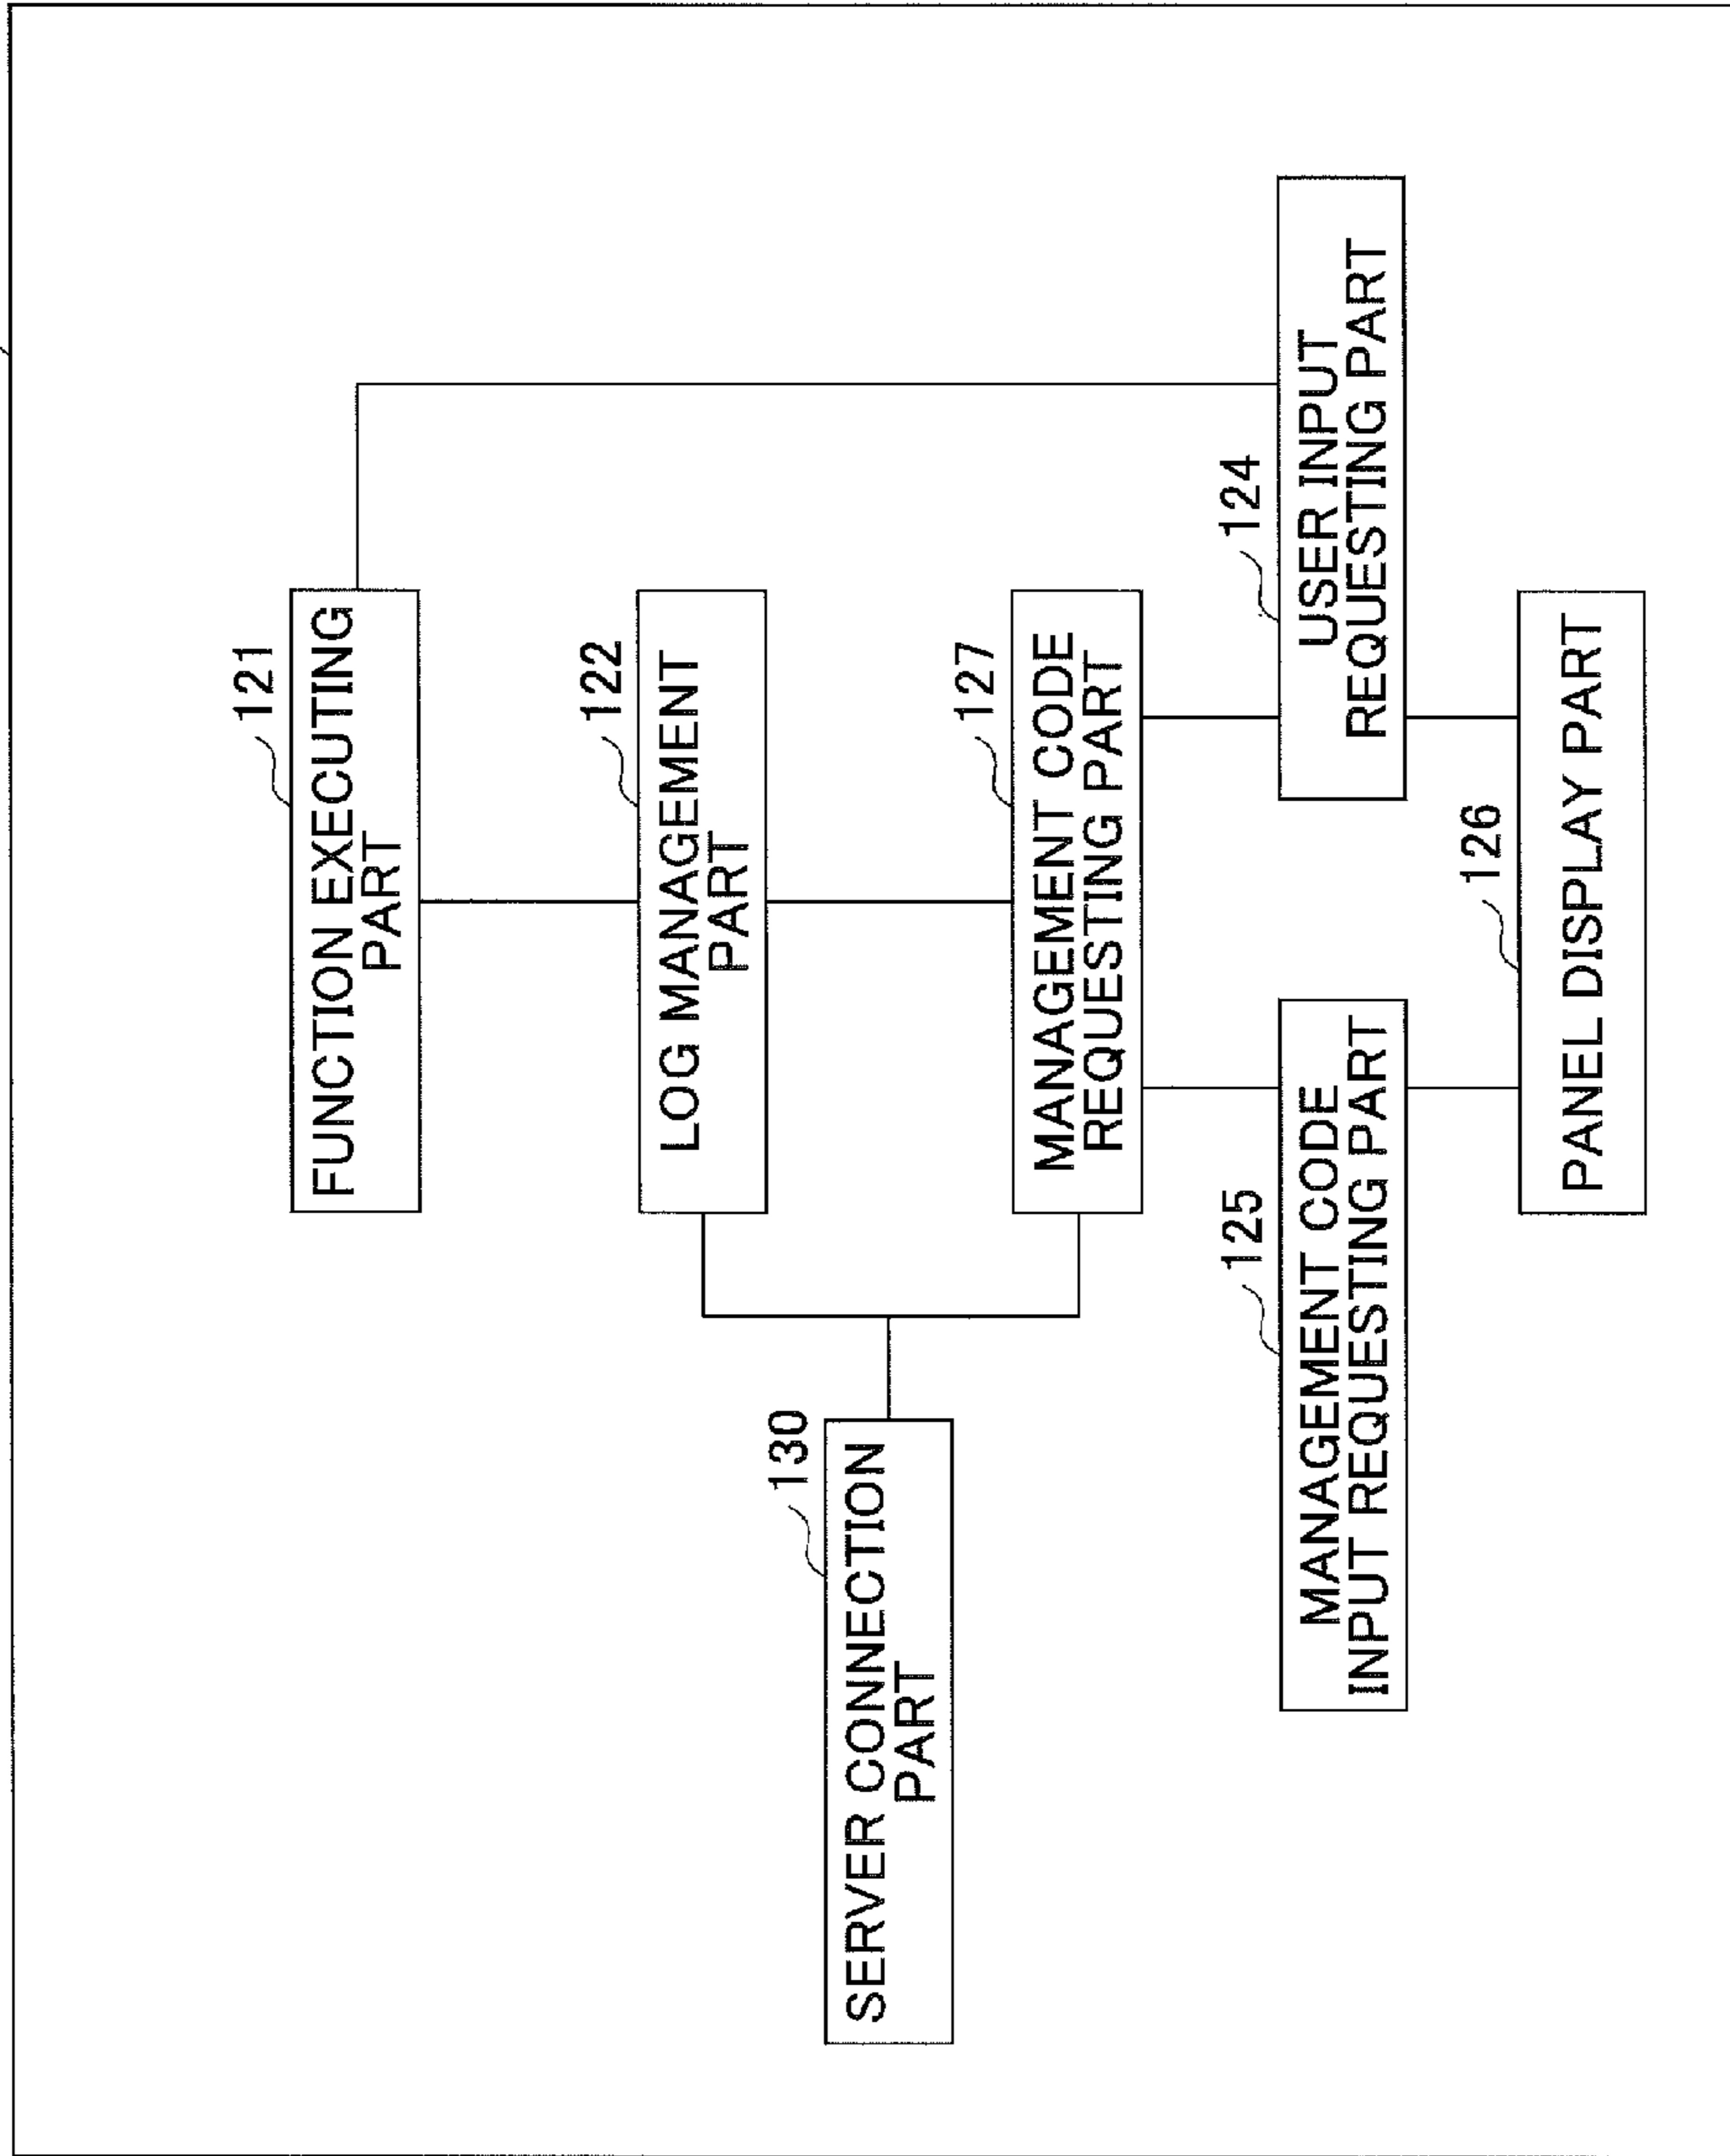 121
FUNCTION EXECUTING
PART
122
LOG MANAGEMENT
PART
130
SERVER CONNECTION
PART
127
MANAGEMENT CODE
REQUESTING PART
125
MANAGEMENT CODE
INPUT REQUESTING PART
124
USER INPUT
REQUESTING PART
126
PANEL DISPLAY PART